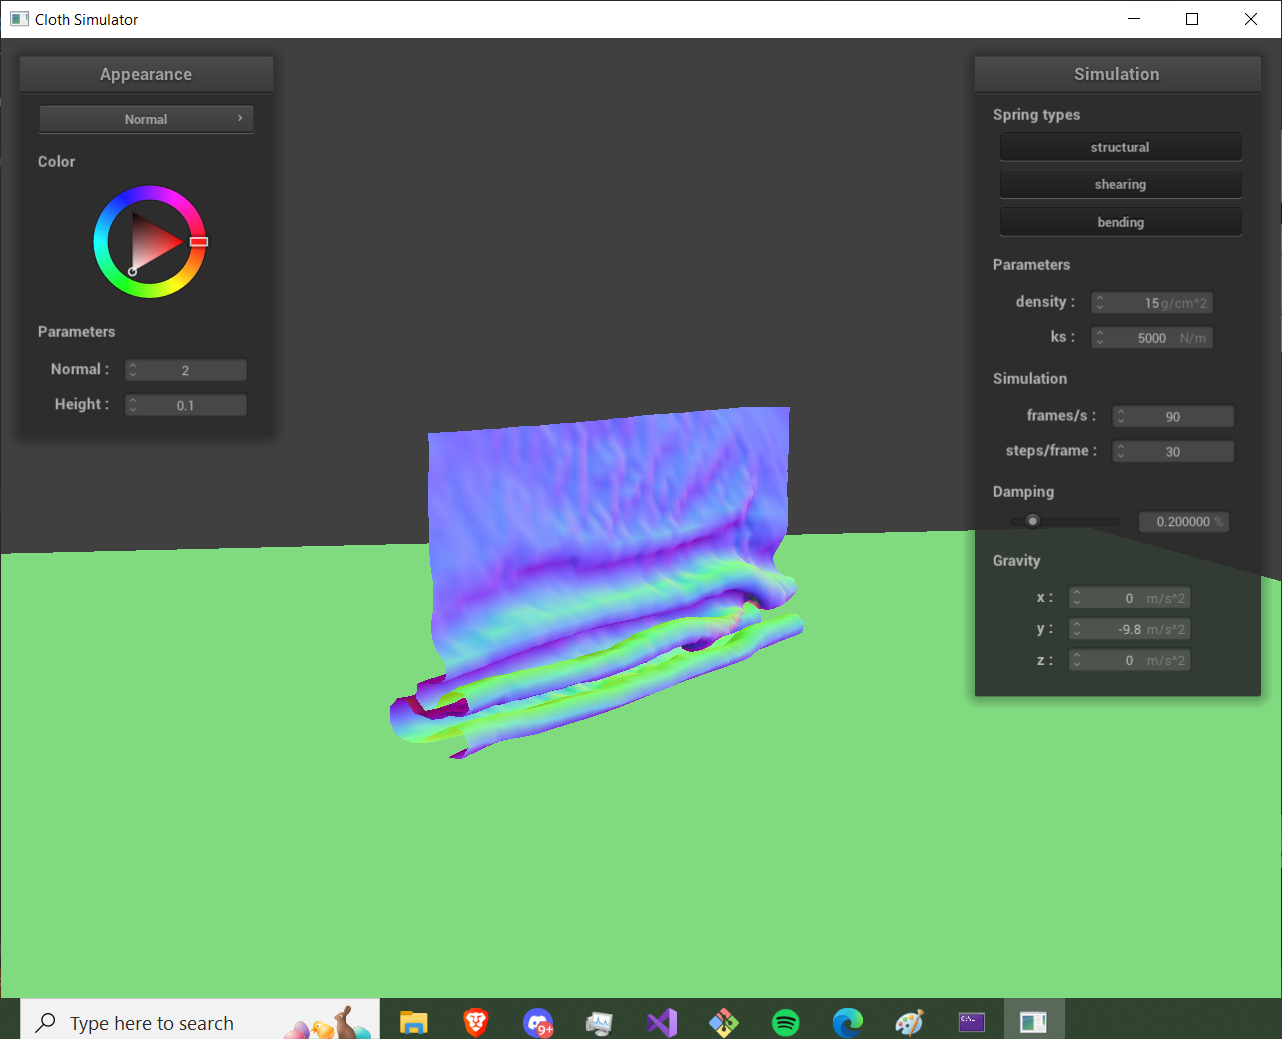 Cloth Simulator
Appearance
Normal
Color
Parameters
Normal :
2
Height :
0.1
Simulation
Spring types
structural
shearing
bending
Parameters
density :
15 g/cm^2
ks :
5000 N/m
Simulation
frames/s :
90
steps/frame :
30
Damping
0.200000 %
Gravity
x :
0 m/s^2
y :
-9.8 m/s^2
z :
0 m/s^2
Type here to search
9+